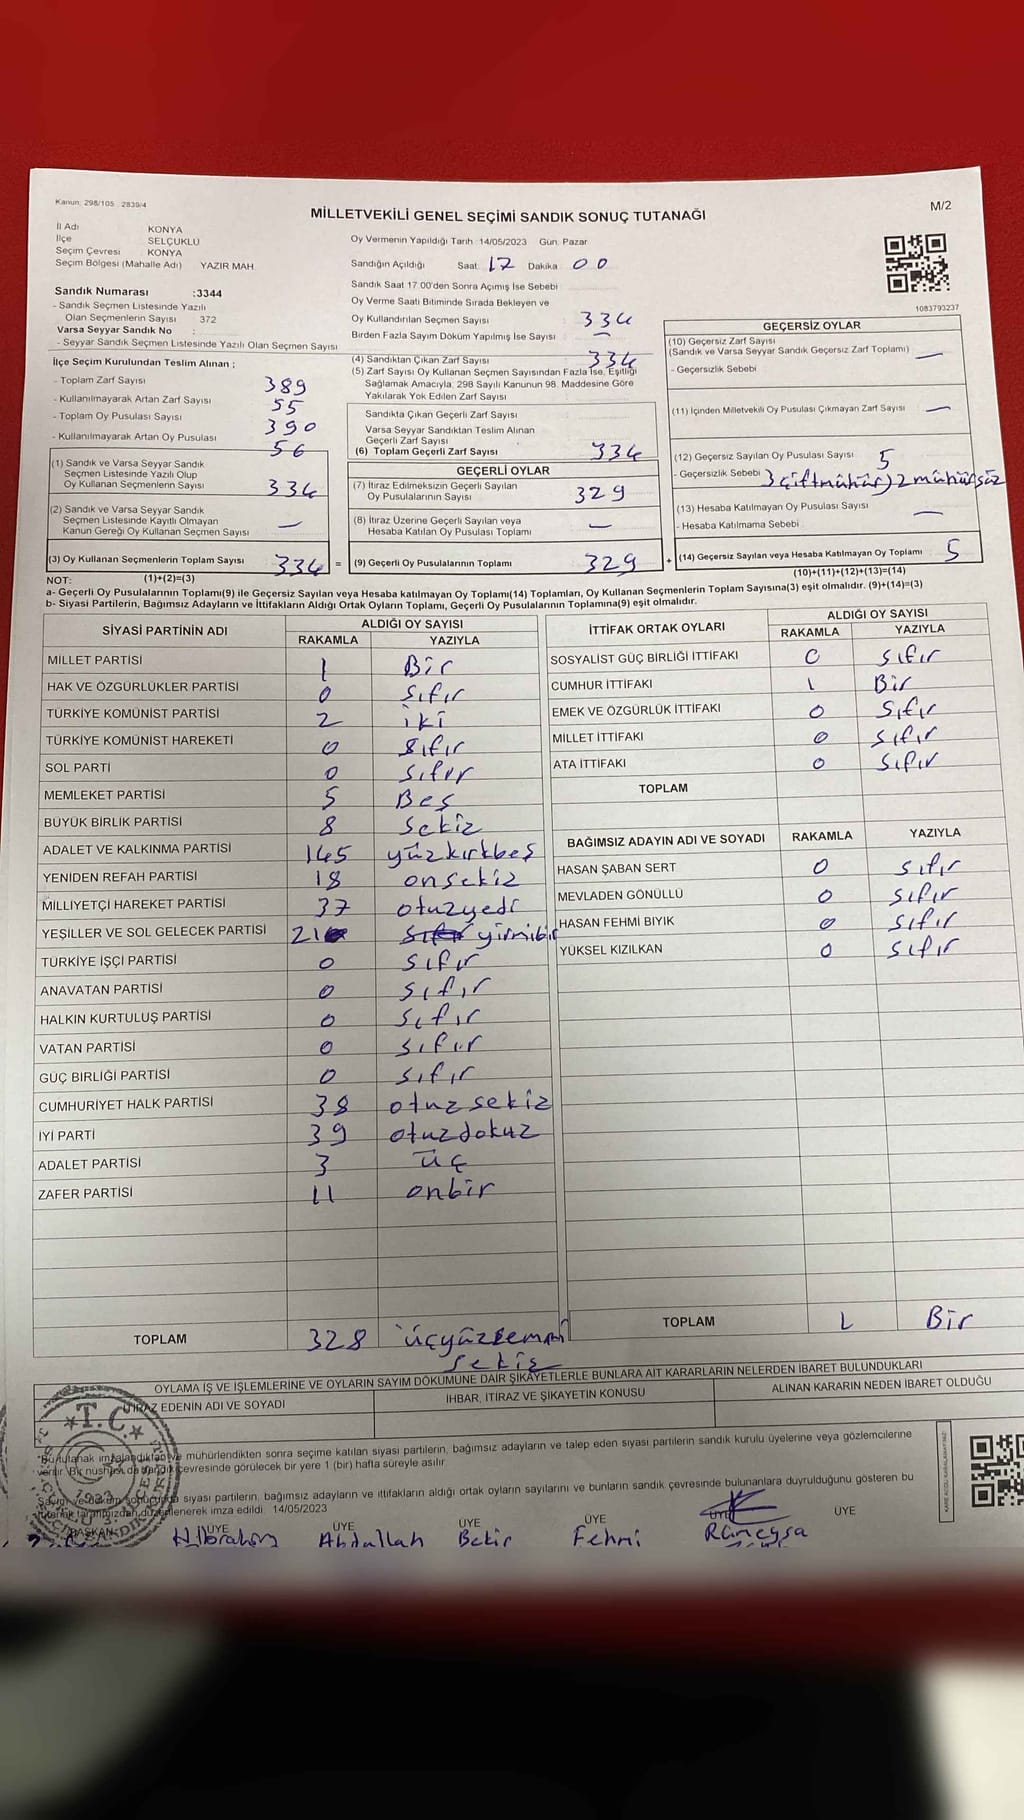 Kanun: 298/105 2839/4
MİLLETVEKİLİ GENEL SEÇİMİ SANDIK SONUÇ TUTANAĞI
M/2
İl Adı KONYA
İlçe SELÇUKLU
Seçim Çevresi KONYA
Seçim Bölgesi (Mahalle Adı) YAZIR MAH
Sandık Numarası :3344
- Sandık Seçmen Listesinde Yazılı
Olan Seçmenlerin Sayısı 372
Varsa Seyyar Sandık No :
- Seyyar Sandık Seçmen Listesinde Yazılı Olan Seçmen Sayısı
İlçe Seçim Kurulundan Teslim Alınan ;
- Toplam Zarf Sayısı 389
- Kullanılmayarak Artan Zarf Sayısı 55
- Toplam Oy Pusulası Sayısı 390
- Kullanılmayarak Artan Oy Pusulası 56
(1) Sandık ve Varsa Seyyar Sandık
Seçmen Listesinde Yazılı Olup
Oy Kullanan Seçmenlerin Sayısı 334
(2) Sandık ve Varsa Seyyar Sandık
Seçmen Listesinde Kayıtlı Olmayan
Kanun Gereği Oy Kullanan Seçmen Sayısı —
(3) Oy Kullanan Seçmenlerin Toplam Sayısı 334 =
Oy Vermenin Yapıldığı Tarih: 14/05/2023 Gün: Pazar
Sandığın Açıldığı Saat: 17 Dakika 00
Sandık Saat 17.00'den Sonra Açımış İse Sebebi
Oy Verme Saati Bitiminde Sırada Bekleyen ve
Oy Kullandırılan Seçmen Sayısı 334
Birden Fazla Sayım Döküm Yapılmış İse Sayısı —
(4) Sandıktan Çıkan Zarf Sayısı 334
(5) Zarf Sayısı Oy Kullanan Seçmen Sayısından Fazla İse, Eşitliği
Sağlamak Amacıyla, 298 Sayılı Kanunun 98. Maddesine Göre
Yakılarak Yok Edilen Zarf Sayısı
Sandıkta Çıkan Geçerli Zarf Sayısı
Varsa Seyyar Sandıktan Teslim Alınan
Geçerli Zarf Sayısı
(6) Toplam Geçerli Zarf Sayısı 334
GEÇERLİ OYLAR
(7) İtiraz Edilmeksizin Geçerli Sayılan
Oy Pusulalarının Sayısı 329
(8) İtiraz Üzerine Geçerli Sayılan veya
Hesaba Katılan Oy Pusulası Toplamı —
(9) Geçerli Oy Pusulalarının Toplamı 329 +
1083793237
GEÇERSİZ OYLAR
(10) Geçersiz Zarf Sayısı
(Sandık ve Varsa Seyyar Sandık Geçersiz Zarf Toplamı) —
- Geçersizlik Sebebi
(11) İçinden Milletvekili Oy Pusulası Çıkmayan Zarf Sayısı —
(12) Geçersiz Sayılan Oy Pusulası Sayısı 5
- Geçersizlik Sebebi 3 çift mühür, 2 mühürsüz
(13) Hesaba Katılmayan Oy Pusulası Sayısı —
- Hesaba Katılmama Sebebi
(14) Geçersiz Sayılan veya Hesaba Katılmayan Oy Toplamı 5
NOT: (1)+(2)=(3) (10)+(11)+(12)+(13)=(14)
a- Geçerli Oy Pusulalarının Toplamı(9) ile Geçersiz Sayılan veya Hesaba katılmayan Oy Toplamı(14) Toplamları, Oy Kullanan Seçmenlerin Toplam Sayısına(3) eşit olmalıdır. (9)+(14)=(3)
b- Siyasi Partilerin, Bağımsız Adayların ve İttifakların Aldığı Ortak Oyların Toplamı, Geçerli Oy Pusulalarının Toplamına(9) eşit olmalıdır.
SİYASİ PARTİNİN ADI ALDIĞI OY SAYISI
RAKAMLA YAZIYLA
MİLLET PARTİSİ 1 Bir
HAK VE ÖZGÜRLÜKLER PARTİSİ 0 Sıfır
TÜRKİYE KOMÜNİST PARTİSİ 2 iki
TÜRKİYE KOMÜNİST HAREKETİ 0 Sıfır
SOL PARTİ 0 Sıfır
MEMLEKET PARTİSİ 5 Beş
BÜYÜK BİRLİK PARTİSİ 8 Sekiz
ADALET VE KALKINMA PARTİSİ 145 yüzkırkbeş
YENİDEN REFAH PARTİSİ 18 onsekiz
MİLLİYETÇİ HAREKET PARTİSİ 37 otuzyedi
YEŞİLLER VE SOL GELECEK PARTİSİ 21 yirmibir
TÜRKİYE İŞÇİ PARTİSİ 0 Sıfır
ANAVATAN PARTİSİ 0 Sıfır
HALKIN KURTULUŞ PARTİSİ 0 Sıfır
VATAN PARTİSİ 0 Sıfır
GÜÇ BİRLİĞİ PARTİSİ 0 Sıfır
CUMHURİYET HALK PARTİSİ 38 otuz sekiz
İYİ PARTİ 39 otuzdokuz
ADALET PARTİSİ 3 üç
ZAFER PARTİSİ 11 onbir
TOPLAM 328 üçyüz
sekiz
İTTİFAK ORTAK OYLARI ALDIĞI OY SAYISI
RAKAMLA YAZIYLA
SOSYALİST GÜÇ BİRLİĞİ İTTİFAKI 0 Sıfır
CUMHUR İTTİFAKI 1 Bir
EMEK VE ÖZGÜRLÜK İTTİFAKI 0 Sıfır
MİLLET İTTİFAKI 0 Sıfır
ATA İTTİFAKI 0 Sıfır
TOPLAM
BAĞIMSIZ ADAYIN ADI VE SOYADI RAKAMLA YAZIYLA
HASAN ŞABAN SERT 0 Sıfır
MEVLADEN GÖNÜLLÜ 0 Sıfır
HASAN FEHMİ BIYIK 0 Sıfır
YÜKSEL KIZILKAN 0 Sıfır
TOPLAM 1 Bir
OYLAMA İŞ VE İŞLEMLERİNE VE OYLARIN SAYIM DÖKÜMÜNE DAİR ŞİKAYETLERLE BUNLARA AİT KARARLARIN NELERDEN İBARET BULUNDUKLARI
İTİRAZ EDENİN ADI VE SOYADI İHBAR, İTİRAZ VE ŞİKAYETİN KONUSU ALINAN KARARIN NEDEN İBARET OLDUĞU
T.C.
1923
Bu tutanak imzalandıktan ve mühürlendikten sonra seçime katılan siyasi partilerin, bağımsız adayların ve talep eden siyasi partilerin sandık kurulu üyelerine veya gözlemcilerine
verilir. Bir nüshası da sandık çevresinde görülecek bir yere 1 (bir) hafta süreyle asılır.
siyasi partilerin, bağımsız adayların ve ittifakların aldığı ortak oyların sayılarını ve bunların sandık çevresinde bulunanlara duyrulduğunu gösteren bu
tutanak tarafımızdan düzenlenerek imza edildi. 14/05/2023
BAŞKAN ÜYE ÜYE ÜYE ÜYE ÜYE ÜYE
H.İbrahim Abdullah Bekir Fehmi Rümeysa